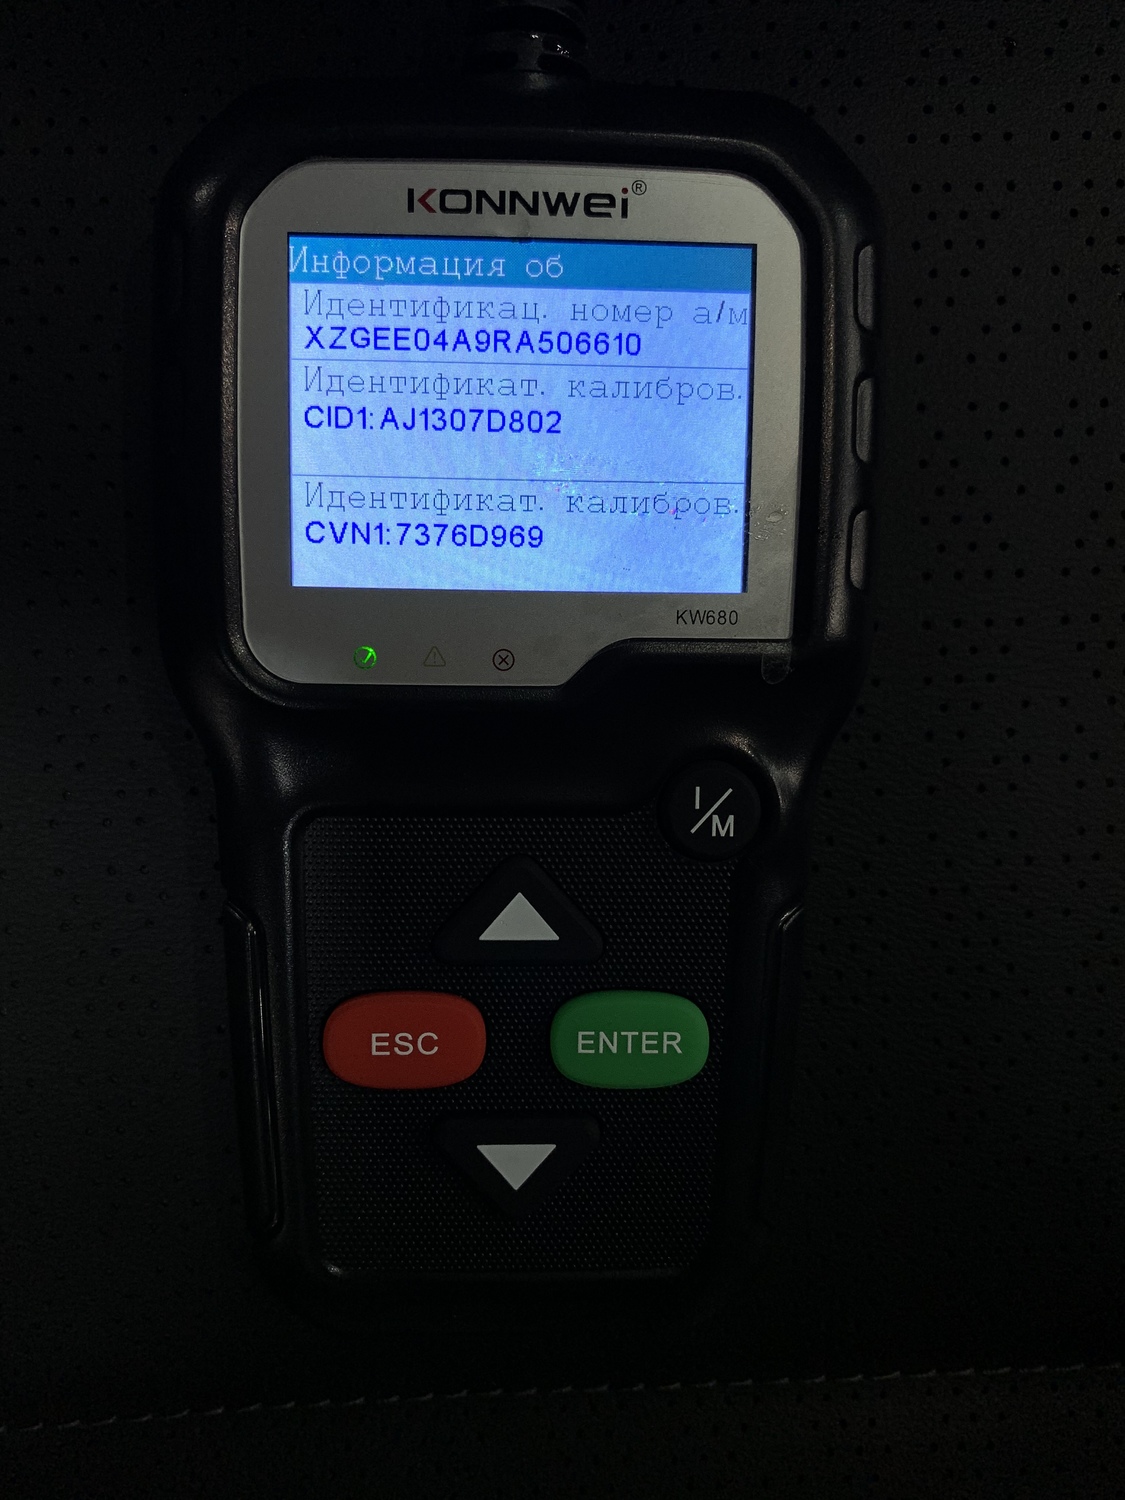 KONNWEI®
Информация об
Идентификац. номер а/м
XZGEE04A9RA506610
Идентификат. калибров.
CID1:AJ1307D802
Идентификат. калибров.
CVN1:7376D969
KW680
I/M
ESC
ENTER